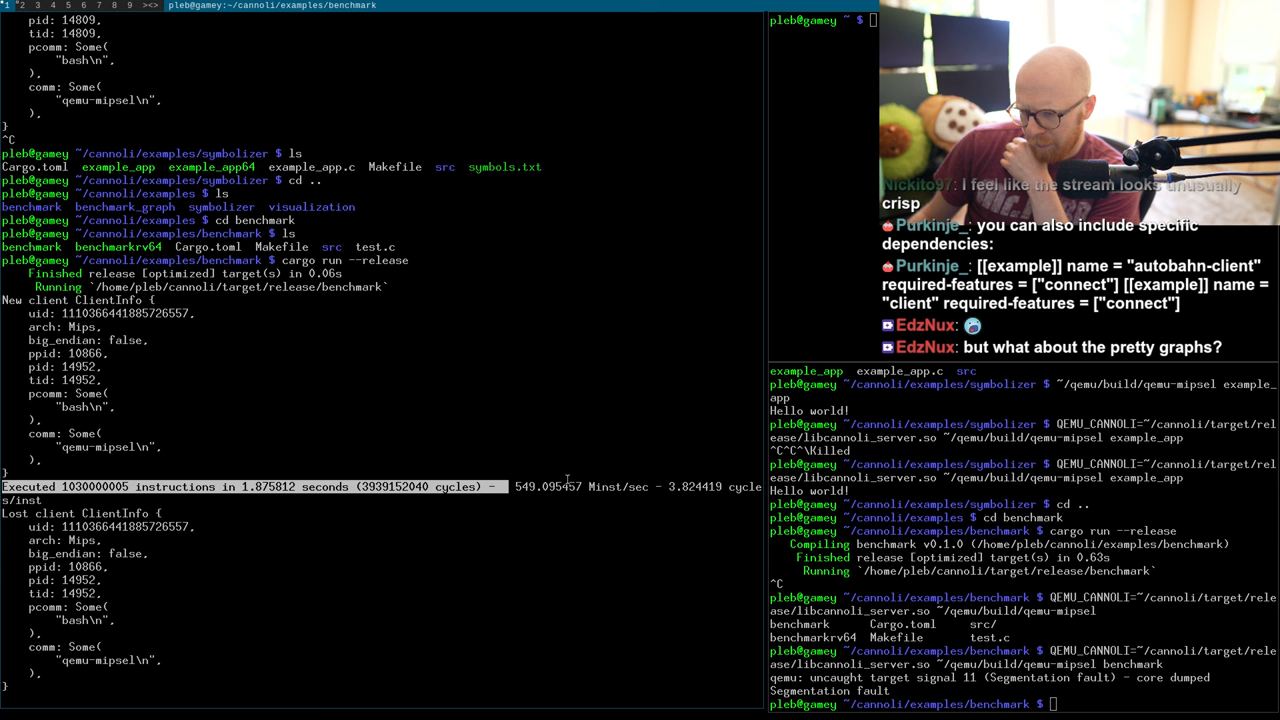 1 2 3 4 5 6 7 8 9 ><> pleb@gamey:~/cannoli/examples/benchmark
pid: 14809,
tid: 14809,
pcomm: Some(
"bash\n",
),
comm: Some(
"qemu-mipsel\n",
),
}
^C
pleb@gamey ~/cannoli/examples/symbolizer $ ls
Cargo.toml example_app example_app64 example_app.c Makefile src symbols.txt
pleb@gamey ~/cannoli/examples/symbolizer $ cd ..
pleb@gamey ~/cannoli/examples $ ls
benchmark benchmark_graph symbolizer visualization
pleb@gamey ~/cannoli/examples $ cd benchmark
pleb@gamey ~/cannoli/examples/benchmark $ ls
benchmark benchmarkrv64 Cargo.toml Makefile src test.c
pleb@gamey ~/cannoli/examples/benchmark $ cargo run --release
Finished release [optimized] target(s) in 0.06s
Running `/home/pleb/cannoli/target/release/benchmark`
New client ClientInfo {
uid: 1110366441885726557,
arch: Mips,
big_endian: false,
ppid: 10866,
pid: 14952,
tid: 14952,
pcomm: Some(
"bash\n",
),
comm: Some(
"qemu-mipsel\n",
),
}
Executed 1030000005 instructions in 1.875812 seconds (3939152040 cycles) - 549.095457 Minst/sec - 3.824419 cycle
s/inst
Lost client ClientInfo {
uid: 1110366441885726557,
arch: Mips,
big_endian: false,
ppid: 10866,
pid: 14952,
tid: 14952,
pcomm: Some(
"bash\n",
),
comm: Some(
"qemu-mipsel\n",
),
}
pleb@gamey ~ $
Nickito97: I feel like the stream looks unusually
crisp
Purkinje_: you can also include specific
dependencies:
Purkinje_: [[example]] name = "autobahn-client"
required-features = ["connect"] [[example]] name =
"client" required-features = ["connect"]
EdzNux:
EdzNux: but what about the pretty graphs?
example_app example_app.c src
pleb@gamey ~/cannoli/examples/symbolizer $ ~/qemu/build/qemu-mipsel example_
app
Hello world!
pleb@gamey ~/cannoli/examples/symbolizer $ QEMU_CANNOLI=~/cannoli/target/rel
ease/libcannoli_server.so ~/qemu/build/qemu-mipsel example_app
^C^C^\Killed
pleb@gamey ~/cannoli/examples/symbolizer $ QEMU_CANNOLI=~/cannoli/target/rel
ease/libcannoli_server.so ~/qemu/build/qemu-mipsel example_app
Hello world!
pleb@gamey ~/cannoli/examples/symbolizer $ cd ..
pleb@gamey ~/cannoli/examples $ cd benchmark
pleb@gamey ~/cannoli/examples/benchmark $ cargo run --release
Compiling benchmark v0.1.0 (/home/pleb/cannoli/examples/benchmark)
Finished release [optimized] target(s) in 0.63s
Running `/home/pleb/cannoli/target/release/benchmark`
^C
pleb@gamey ~/cannoli/examples/benchmark $ QEMU_CANNOLI=~/cannoli/target/rele
ase/libcannoli_server.so ~/qemu/build/qemu-mipsel
benchmark Cargo.toml src/
benchmarkrv64 Makefile test.c
pleb@gamey ~/cannoli/examples/benchmark $ QEMU_CANNOLI=~/cannoli/target/rele
ase/libcannoli_server.so ~/qemu/build/qemu-mipsel benchmark
qemu: uncaught target signal 11 (Segmentation fault) - core dumped
Segmentation fault
pleb@gamey ~/cannoli/examples/benchmark $